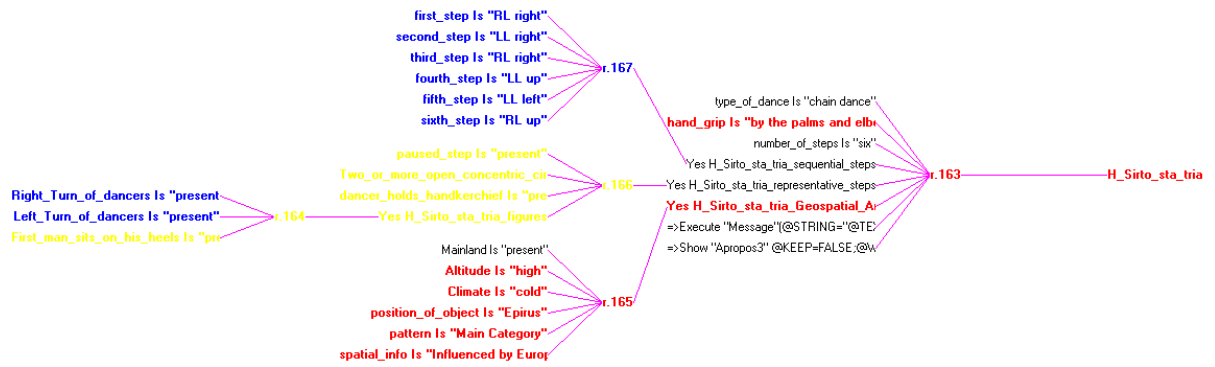 first_step Is "RL right"
second_step Is "LL right"
third_step Is "RL right"
fourth_step Is "LL up"
fifth_step Is "LL left"
sixth_step Is "RL up"
r.167
paused_step Is "present"
Two_or_more_open_concentric_cir
dancer_holds_handkerchief Is "pre
Yes H_Sirto_sta_tria_figures
r.166
Right_Turn_of_dancers Is "present
Left_Turn_of_dancers Is "present"
First_man_sits_on_his_heels Is "pre
r.164
Mainland Is "present"
Altitude Is "high"
Climate Is "cold"
position_of_object Is "Epirus"
pattern Is "Main Category"
spatial_info Is "Influenced by Europ
r.165
type_of_dance Is "chain dance"
hand_grip Is "by the palms and elbo
number_of_steps Is "six"
Yes H_Sirto_sta_tria_sequential_steps
Yes H_Sirto_sta_tria_representative_steps
Yes H_Sirto_sta_tria_Geospatial_A
=>Execute "Message"[@STRING="@TE
=>Show "Apropos3" @KEEP=FALSE;@W
r.163
H_Sirto_sta_tria